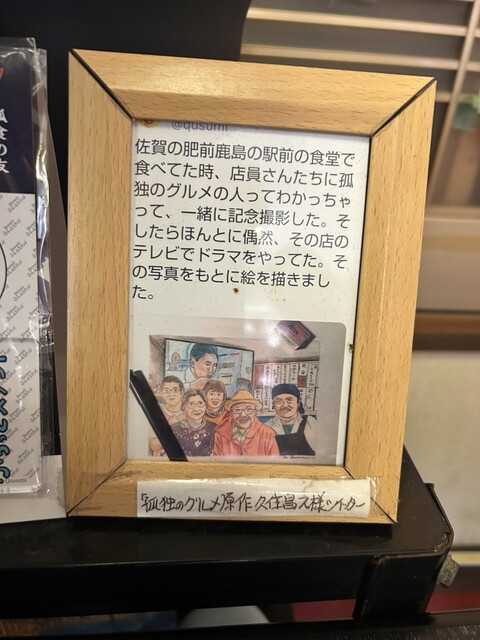 @qusumi
佐賀の肥前鹿島の駅前の食堂で
食べてた時、店員さんたちに孤
独のグルメの人ってわかっちゃ
って、一緒に記念撮影した。そ
したらほんとに偶然、その店の
テレビでドラマをやってた。そ
の写真をもとに絵を描きまし
た。
『孤独のグルメ』原作 久住昌之様ツイッター